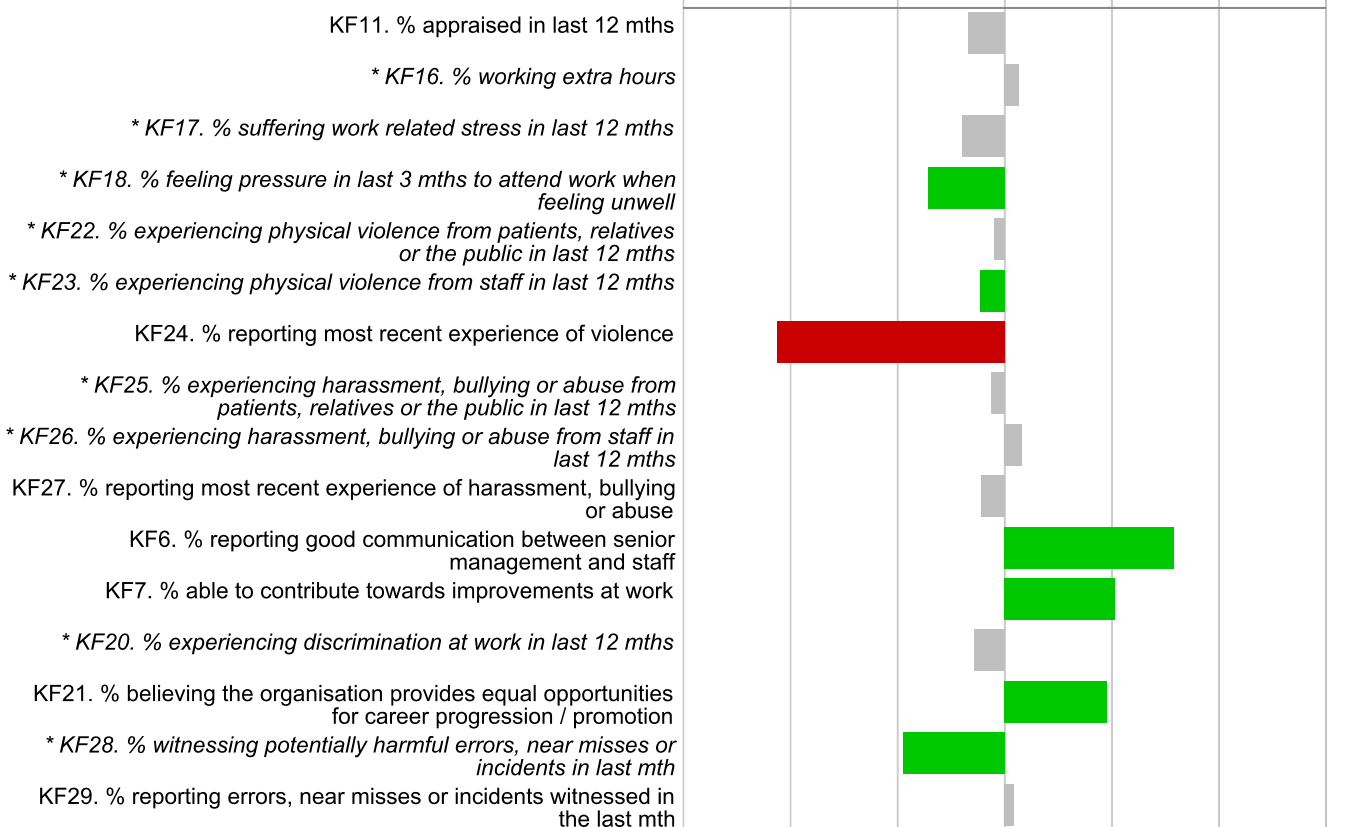 KF11. % appraised in last 12 mths
* KF16. % working extra hours
* KF17. % suffering work related stress in last 12 mths
* KF18. % feeling pressure in last 3 mths to attend work when
feeling unwell
* KF22. % experiencing physical violence from patients, relatives
or the public in last 12 mths
* KF23. % experiencing physical violence from staff in last 12 mths
KF24. % reporting most recent experience of violence
* KF25. % experiencing harassment, bullying or abuse from
patients, relatives or the public in last 12 mths
* KF26. % experiencing harassment, bullying or abuse from staff in
last 12 mths
KF27. % reporting most recent experience of harassment, bullying
or abuse
KF6. % reporting good communication between senior
management and staff
KF7. % able to contribute towards improvements at work
* KF20. % experiencing discrimination at work in last 12 mths
KF21. % believing the organisation provides equal opportunities
for career progression / promotion
* KF28. % witnessing potentially harmful errors, near misses or
incidents in last mth
KF29. % reporting errors, near misses or incidents witnessed in
the last mth